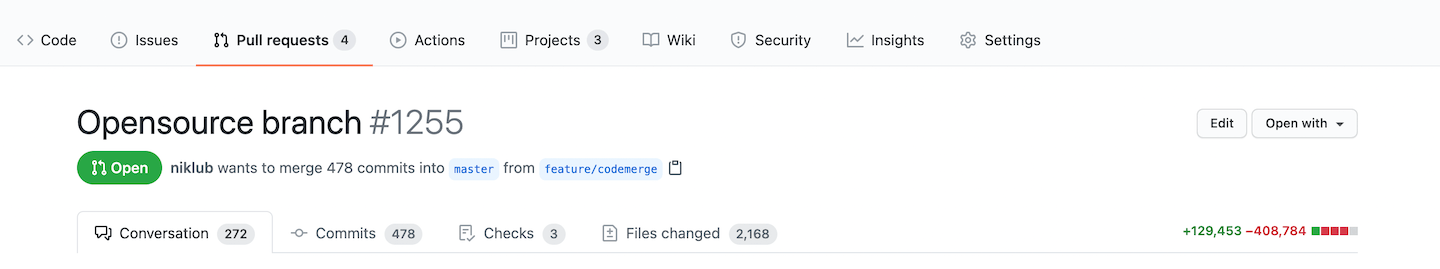 Code Issues Pull requests 4 Actions Projects 3 Wiki Security Insights Settings
Opensource branch #1255 Edit Open with
Open niklub wants to merge 478 commits into master from feature/codemerge
Conversation 272 Commits 478 Checks 3 Files changed 2,168 +129,453 −408,784